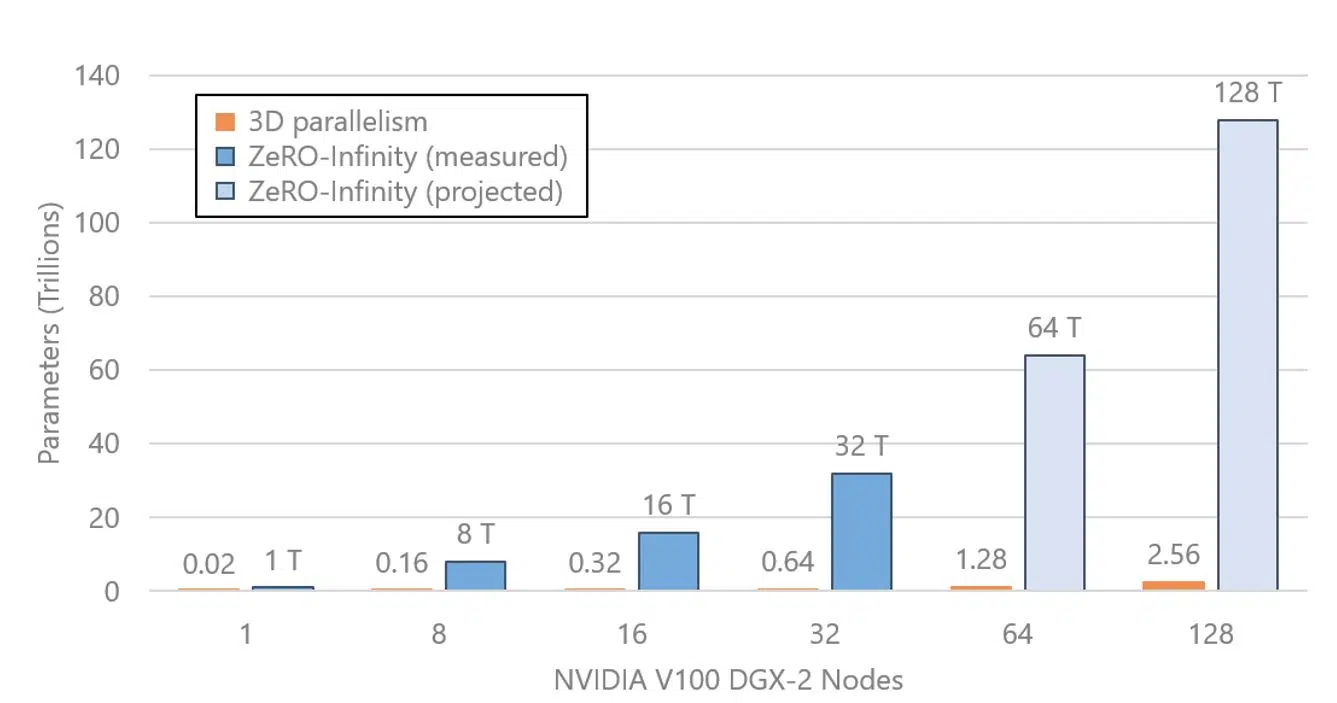 140
120
100
80
60
40
20
0
Parameters (Trillions)
3D parallelism
ZeRO-Infinity (measured)
ZeRO-Infinity (projected)
0.02
1 T
0.16
8 T
0.32
16 T
0.64
32 T
1.28
64 T
2.56
128 T
1
8
16
32
64
128
NVIDIA V100 DGX-2 Nodes